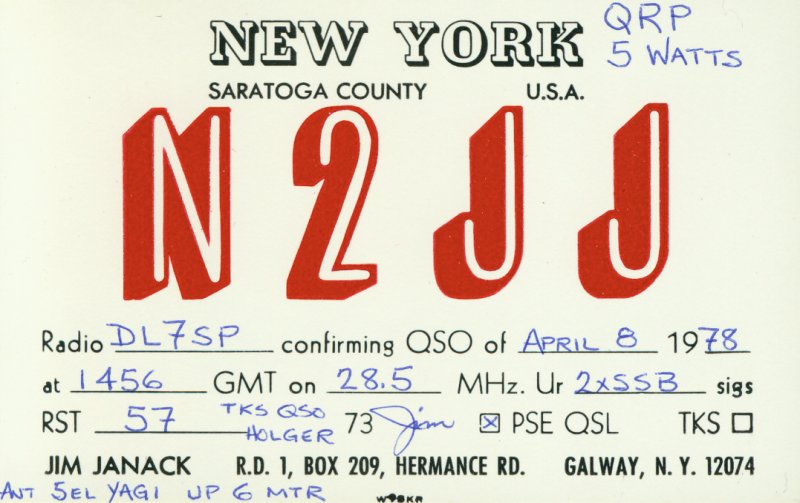 NEW YORK QRP
5 WATTS
SARATOGA COUNTY U.S.A.
N2JJ
Radio DL7SP confirming QSO of APRIL 8 1978
at 1456 GMT on 28.5 MHz. Ur 2xSSB sigs
RST 57 TKS QSO HOLGER 73 Jim ☒ PSE QSL TKS ☐
JIM JANACK R.D. 1, BOX 209, HERMANCE RD. GALWAY, N. Y. 12074
ANT 5EL YAGI UP 6 MTR